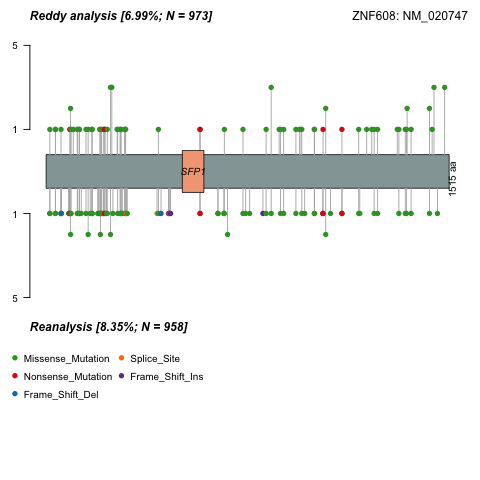 Reddy analysis [6.99%; N = 973]
ZNF608: NM_020747
5
1
SFP1
1515 aa
1
5
Reanalysis [8.35%; N = 958]
Missense_Mutation
Splice_Site
Nonsense_Mutation
Frame_Shift_Ins
Frame_Shift_Del